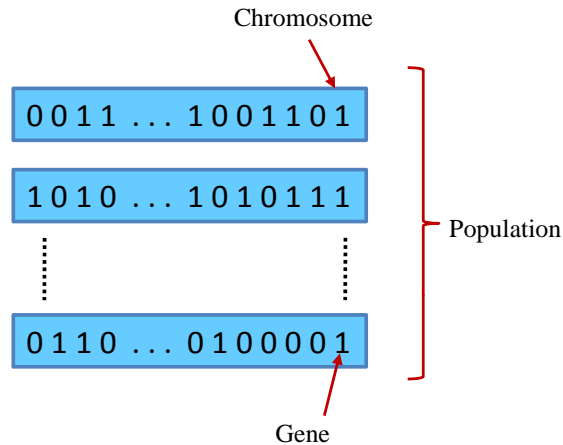 Chromosome
0 0 1 1 ... 1 0 0 1 1 0 1
1 0 1 0 ... 1 0 1 0 1 1 1
Population
0 1 1 0 ... 0 1 0 0 0 0 1
Gene